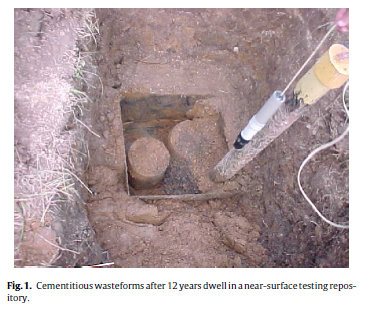 Fig. 1. Cementitious wasteforms after 12 years dwell in a near-surface testing repos-
itory.